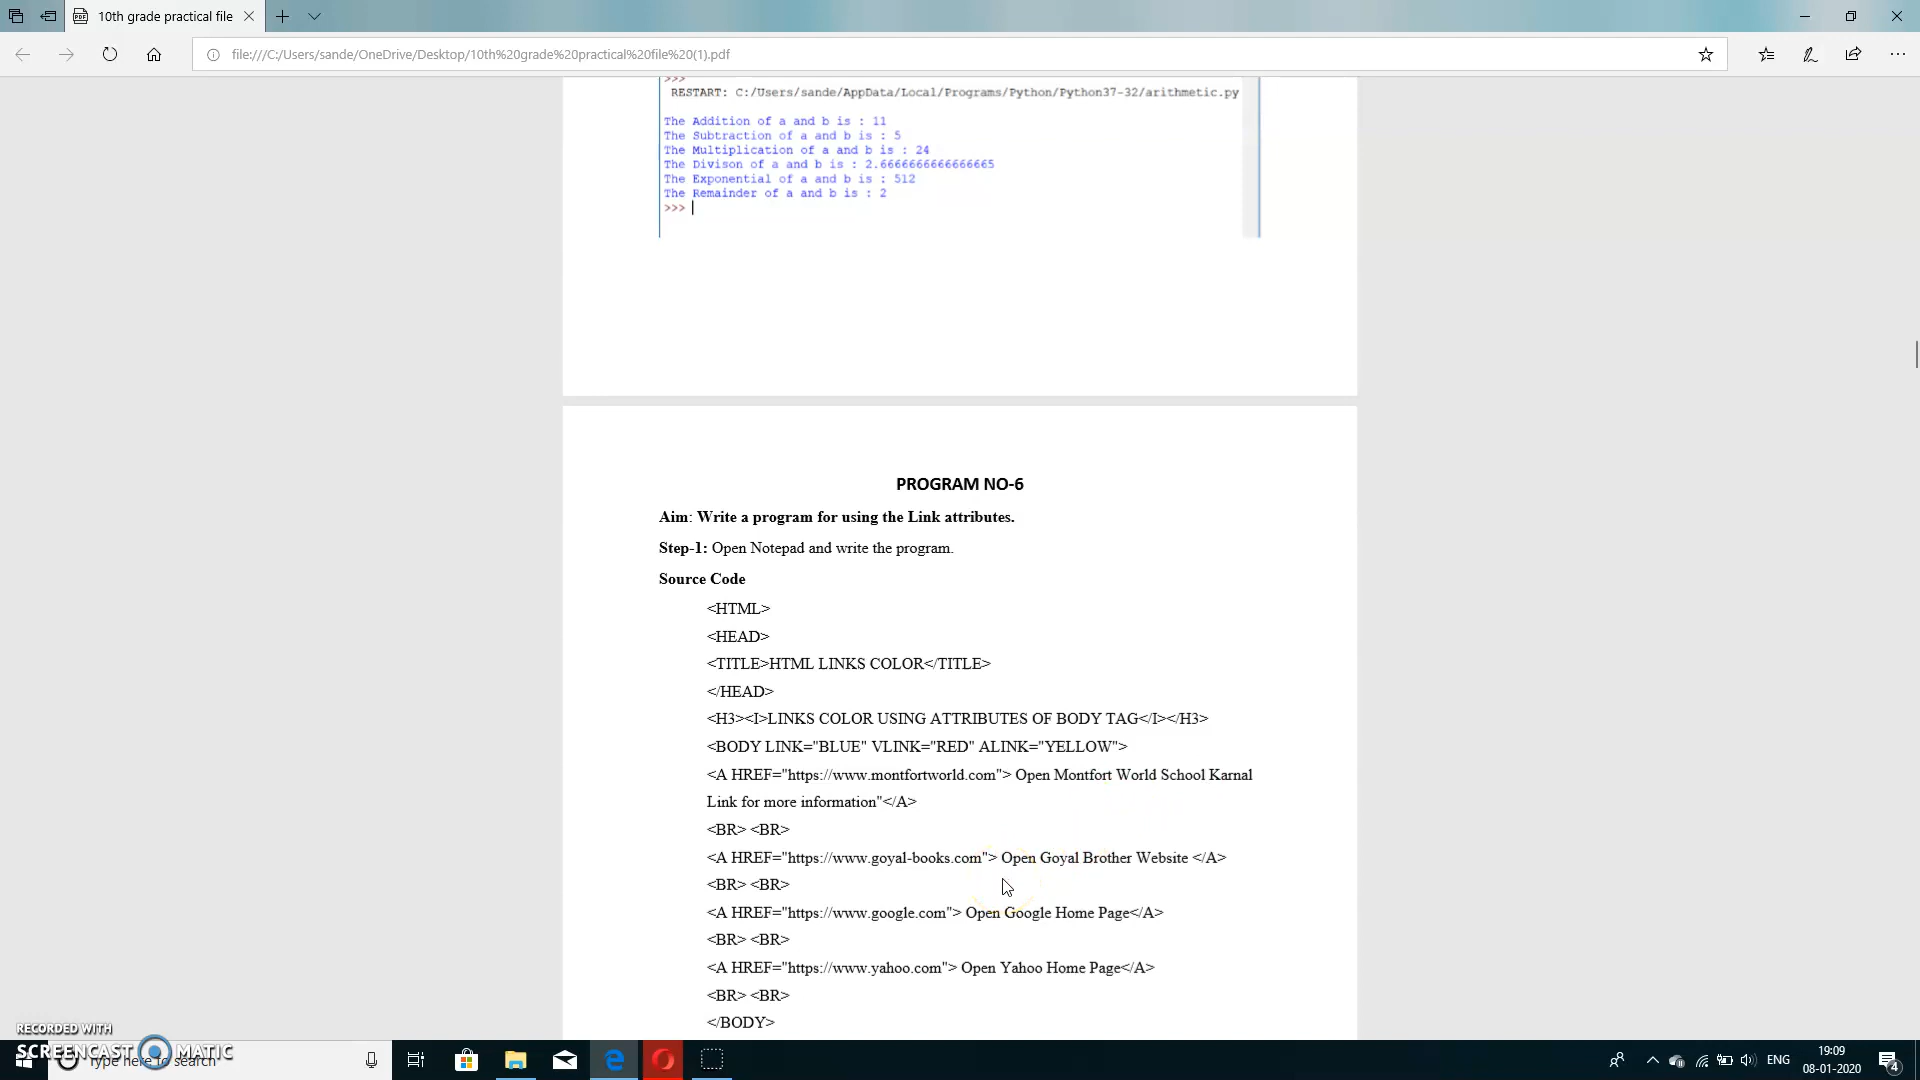 10th grade practical file
file:///C:/Users/sande/OneDrive/Desktop/10th%20grade%20practical%20file%20(1).pdf
>>>
RESTART: C:/Users/sande/AppData/Local/Programs/Python/Python37-32/arithmetic.py
The Addition of a and b is : 11
The Subtraction of a and b is : 5
The Multiplication of a and b is : 24
The Divison of a and b is : 2.6666666666666665
The Exponential of a and b is : 512
The Remainder of a and b is : 2
>>>
PROGRAM NO-6
Aim: Write a program for using the Link attributes.
Step-1: Open Notepad and write the program.
Source Code
<HTML>
<HEAD>
<TITLE>HTML LINKS COLOR</TITLE>
</HEAD>
<H3><I>LINKS COLOR USING ATTRIBUTES OF BODY TAG</I></H3>
<BODY LINK="BLUE" VLINK="RED" ALINK="YELLOW">
<A HREF="https://www.montfortworld.com"> Open Montfort World School Karnal
Link for more information"</A>
<BR> <BR>
<A HREF="https://www.goyal-books.com"> Open Goyal Brother Website </A>
<BR> <BR>
<A HREF="https://www.google.com"> Open Google Home Page</A>
<BR> <BR>
<A HREF="https://www.yahoo.com"> Open Yahoo Home Page</A>
<BR> <BR>
</BODY>
RECORDED WITH
SCREENCAST MATIC
Type here to search
ENG
19:09
08-01-2020
4